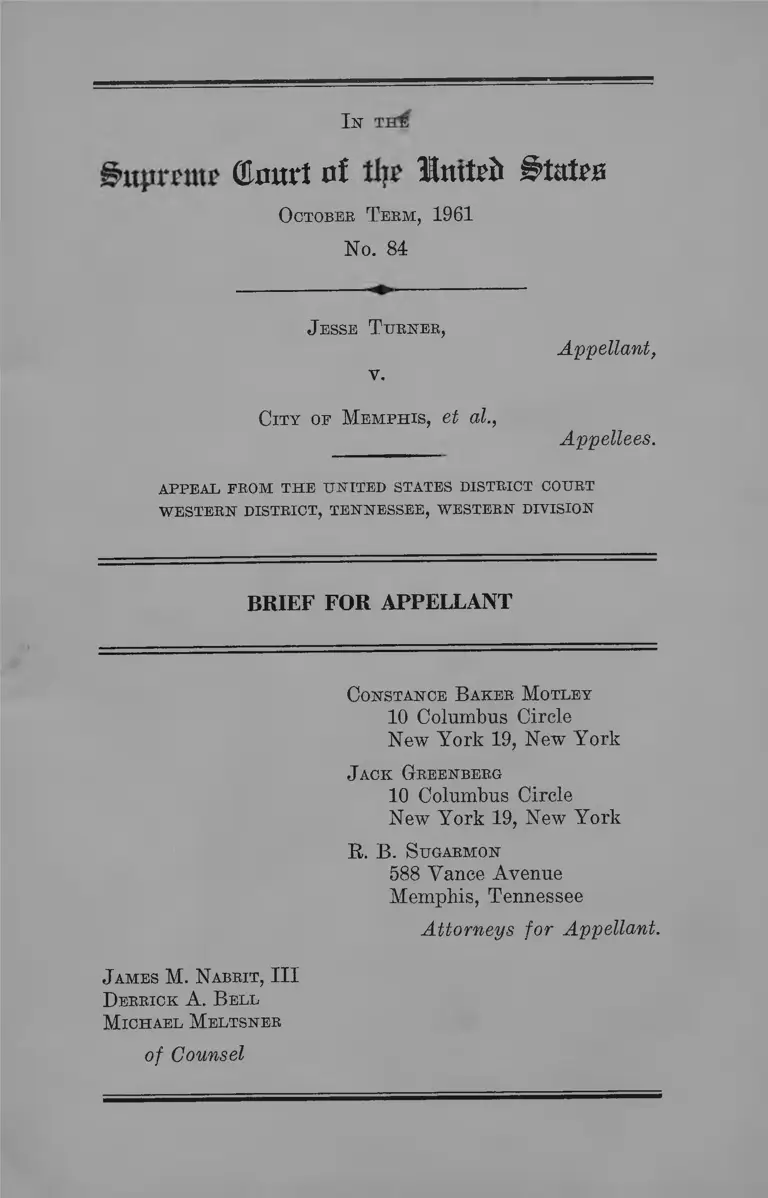 IN THE
Supreme Court of the United States
OCTOBER TERM, 1961
No. 84
JESSE TURNER,
Appellant,
v.
CITY OF MEMPHIS, et al.,
Appellees.
APPEAL FROM THE UNITED STATES DISTRICT COURT
WESTERN DISTRICT, TENNESSEE, WESTERN DIVISION
BRIEF FOR APPELLANT
CONSTANCE BAKER MOTLEY
10 Columbus Circle
New York 19, New York
JACK GREENBERG
10 Columbus Circle
New York 19, New York
R. B. SUGARMON
588 Vance Avenue
Memphis, Tennessee
Attorneys for Appellant.
JAMES M. NABRIT, III
DERRICK A. BELL
MICHAEL MELTSNER
of Counsel